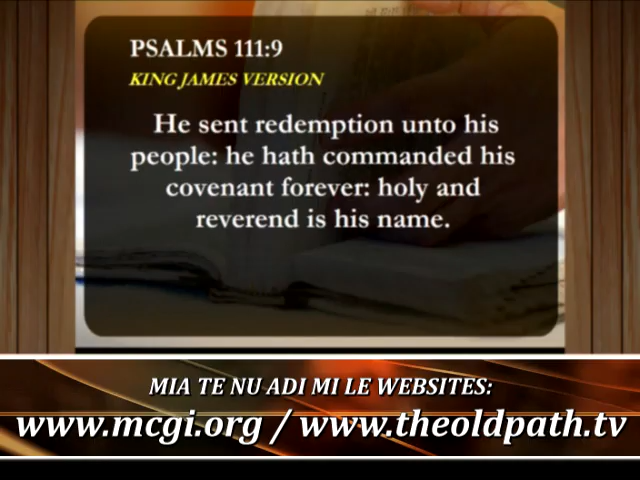 PSALMS 111:9
KING JAMES VERSION
He sent redemption unto his
people: he hath commanded his
covenant forever: holy and
reverend is his name.
MIA TE NU ADI MI LE WEBSITES:
www.mcgi.org / www.theoldpath.tv